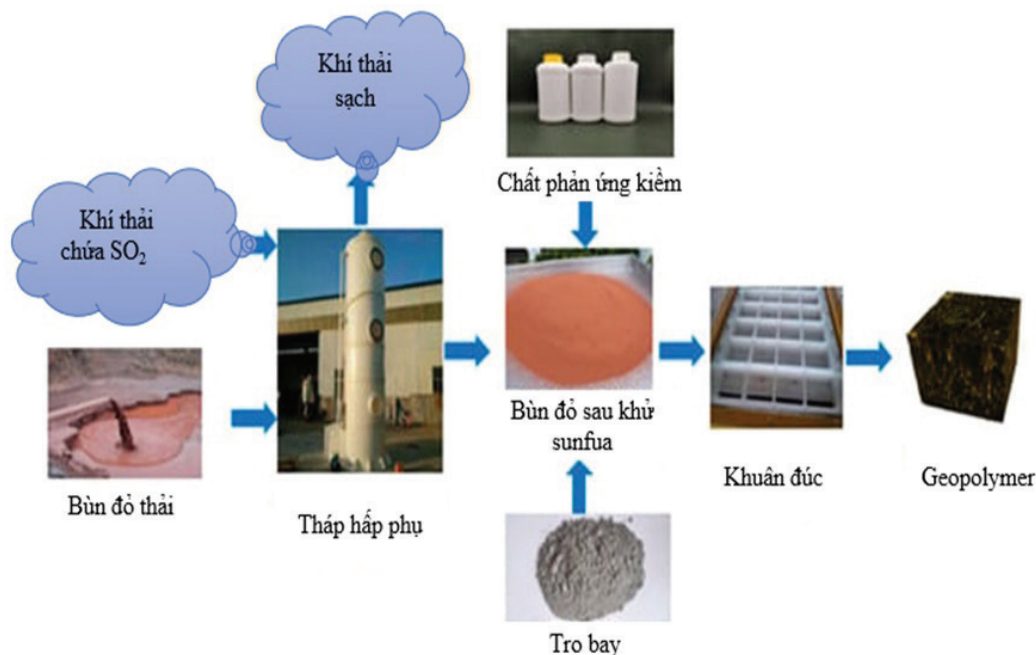 Khí thải
sạch
Chất phản ứng kiềm
Khí thải
chứa SO₂
Bùn đỏ sau khử
sunfua
Bùn đỏ thải
Tháp hấp phụ
Khuân đúc
Geopolymer
Tro bay